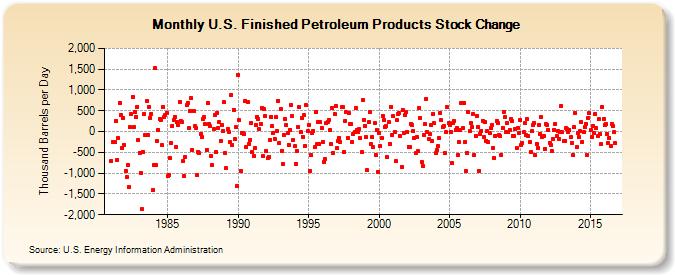 Monthly U.S. Finished Petroleum Products Stock Change
Thousand Barrels per Day
2,000
1,500
1,000
500
0
-500
-1,000
-1,500
-2,000
1985 1990 1995 2000 2005 2010 2015
Source: U.S. Energy Information Administration